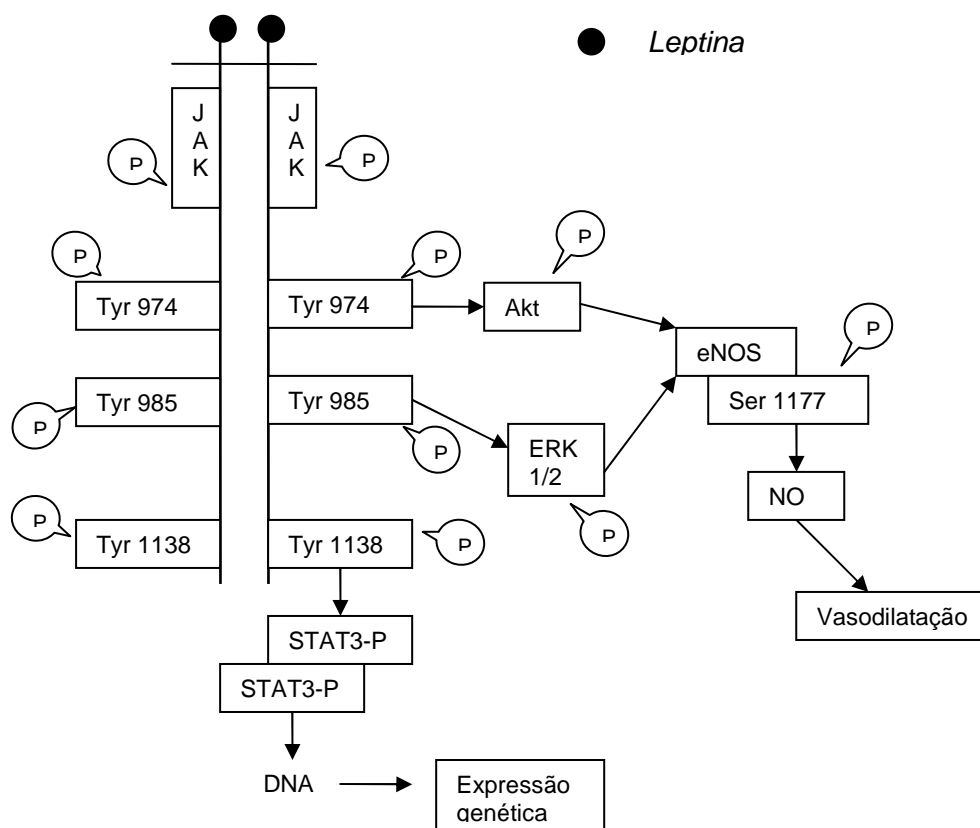 Leptina
J
A
K
J
A
K
P
P
P
P
P
Tyr 974
Tyr 974
Akt
P
eNOS
Ser 1177
Tyr 985
Tyr 985
P
P
ERK
1/2
P
NO
P
Tyr 1138
Tyr 1138
P
Vasodilatação
STAT3-P
STAT3-P
DNA
Expressão
genética